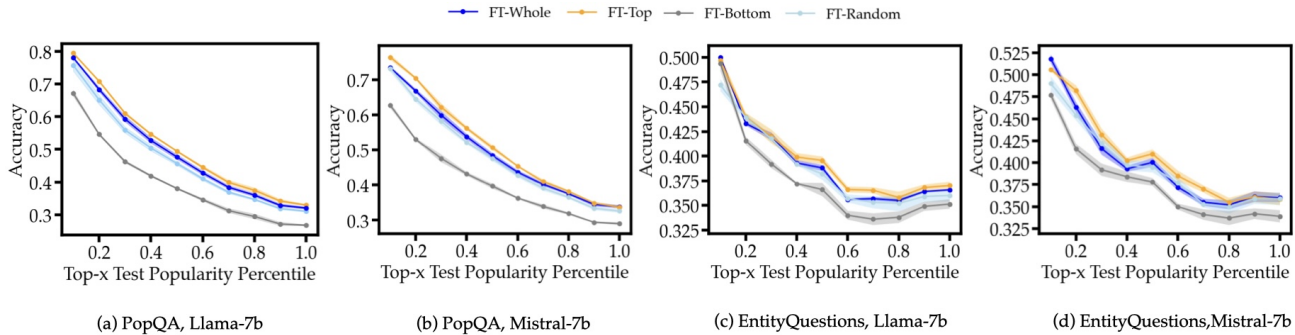 FT-Whole FT-Top FT-Bottom FT-Random
Accuracy
0.8
0.7
0.6
0.5
0.4
0.3
0.2 0.4 0.6 0.8 1.0
Top-x Test Popularity Percentile
(a) PopQA, Llama-7b
Accuracy
0.7
0.6
0.5
0.4
0.3
0.2 0.4 0.6 0.8 1.0
Top-x Test Popularity Percentile
(b) PopQA, Mistral-7b
Accuracy
0.500
0.475
0.450
0.425
0.400
0.375
0.350
0.325
0.2 0.4 0.6 0.8 1.0
Top-x Test Popularity Percentile
(c) EntityQuestions, Llama-7b
Accuracy
0.525
0.500
0.475
0.450
0.425
0.400
0.375
0.350
0.325
0.2 0.4 0.6 0.8 1.0
Top-x Test Popularity Percentile
(d) EntityQuestions,Mistral-7b